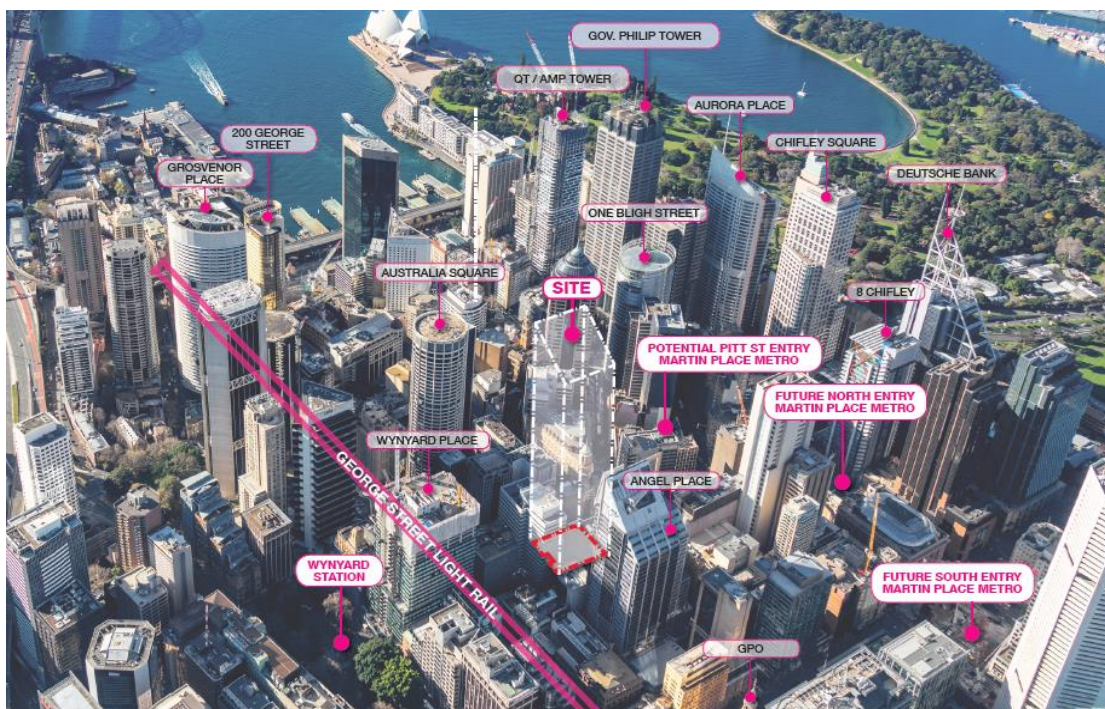 GOV. PHILIP TOWER
QT / AMP TOWER
AURORA PLACE
200 GEORGE
STREET
CHIFLEY SQUARE
GROSVENOR
PLACE
DEUTSCHE BANK
ONE BLIGH STREET
AUSTRALIA SQUARE
SITE
8 CHIFLEY
POTENTIAL PITT ST ENTRY
MARTIN PLACE METRO
FUTURE NORTH ENTRY
MARTIN PLACE METRO
WYNYARD PLACE
GEORGE STREET LIGHT RAIL
ANGEL PLACE
WYNYARD
STATION
FUTURE SOUTH ENTRY
MARTIN PLACE METRO
GPO